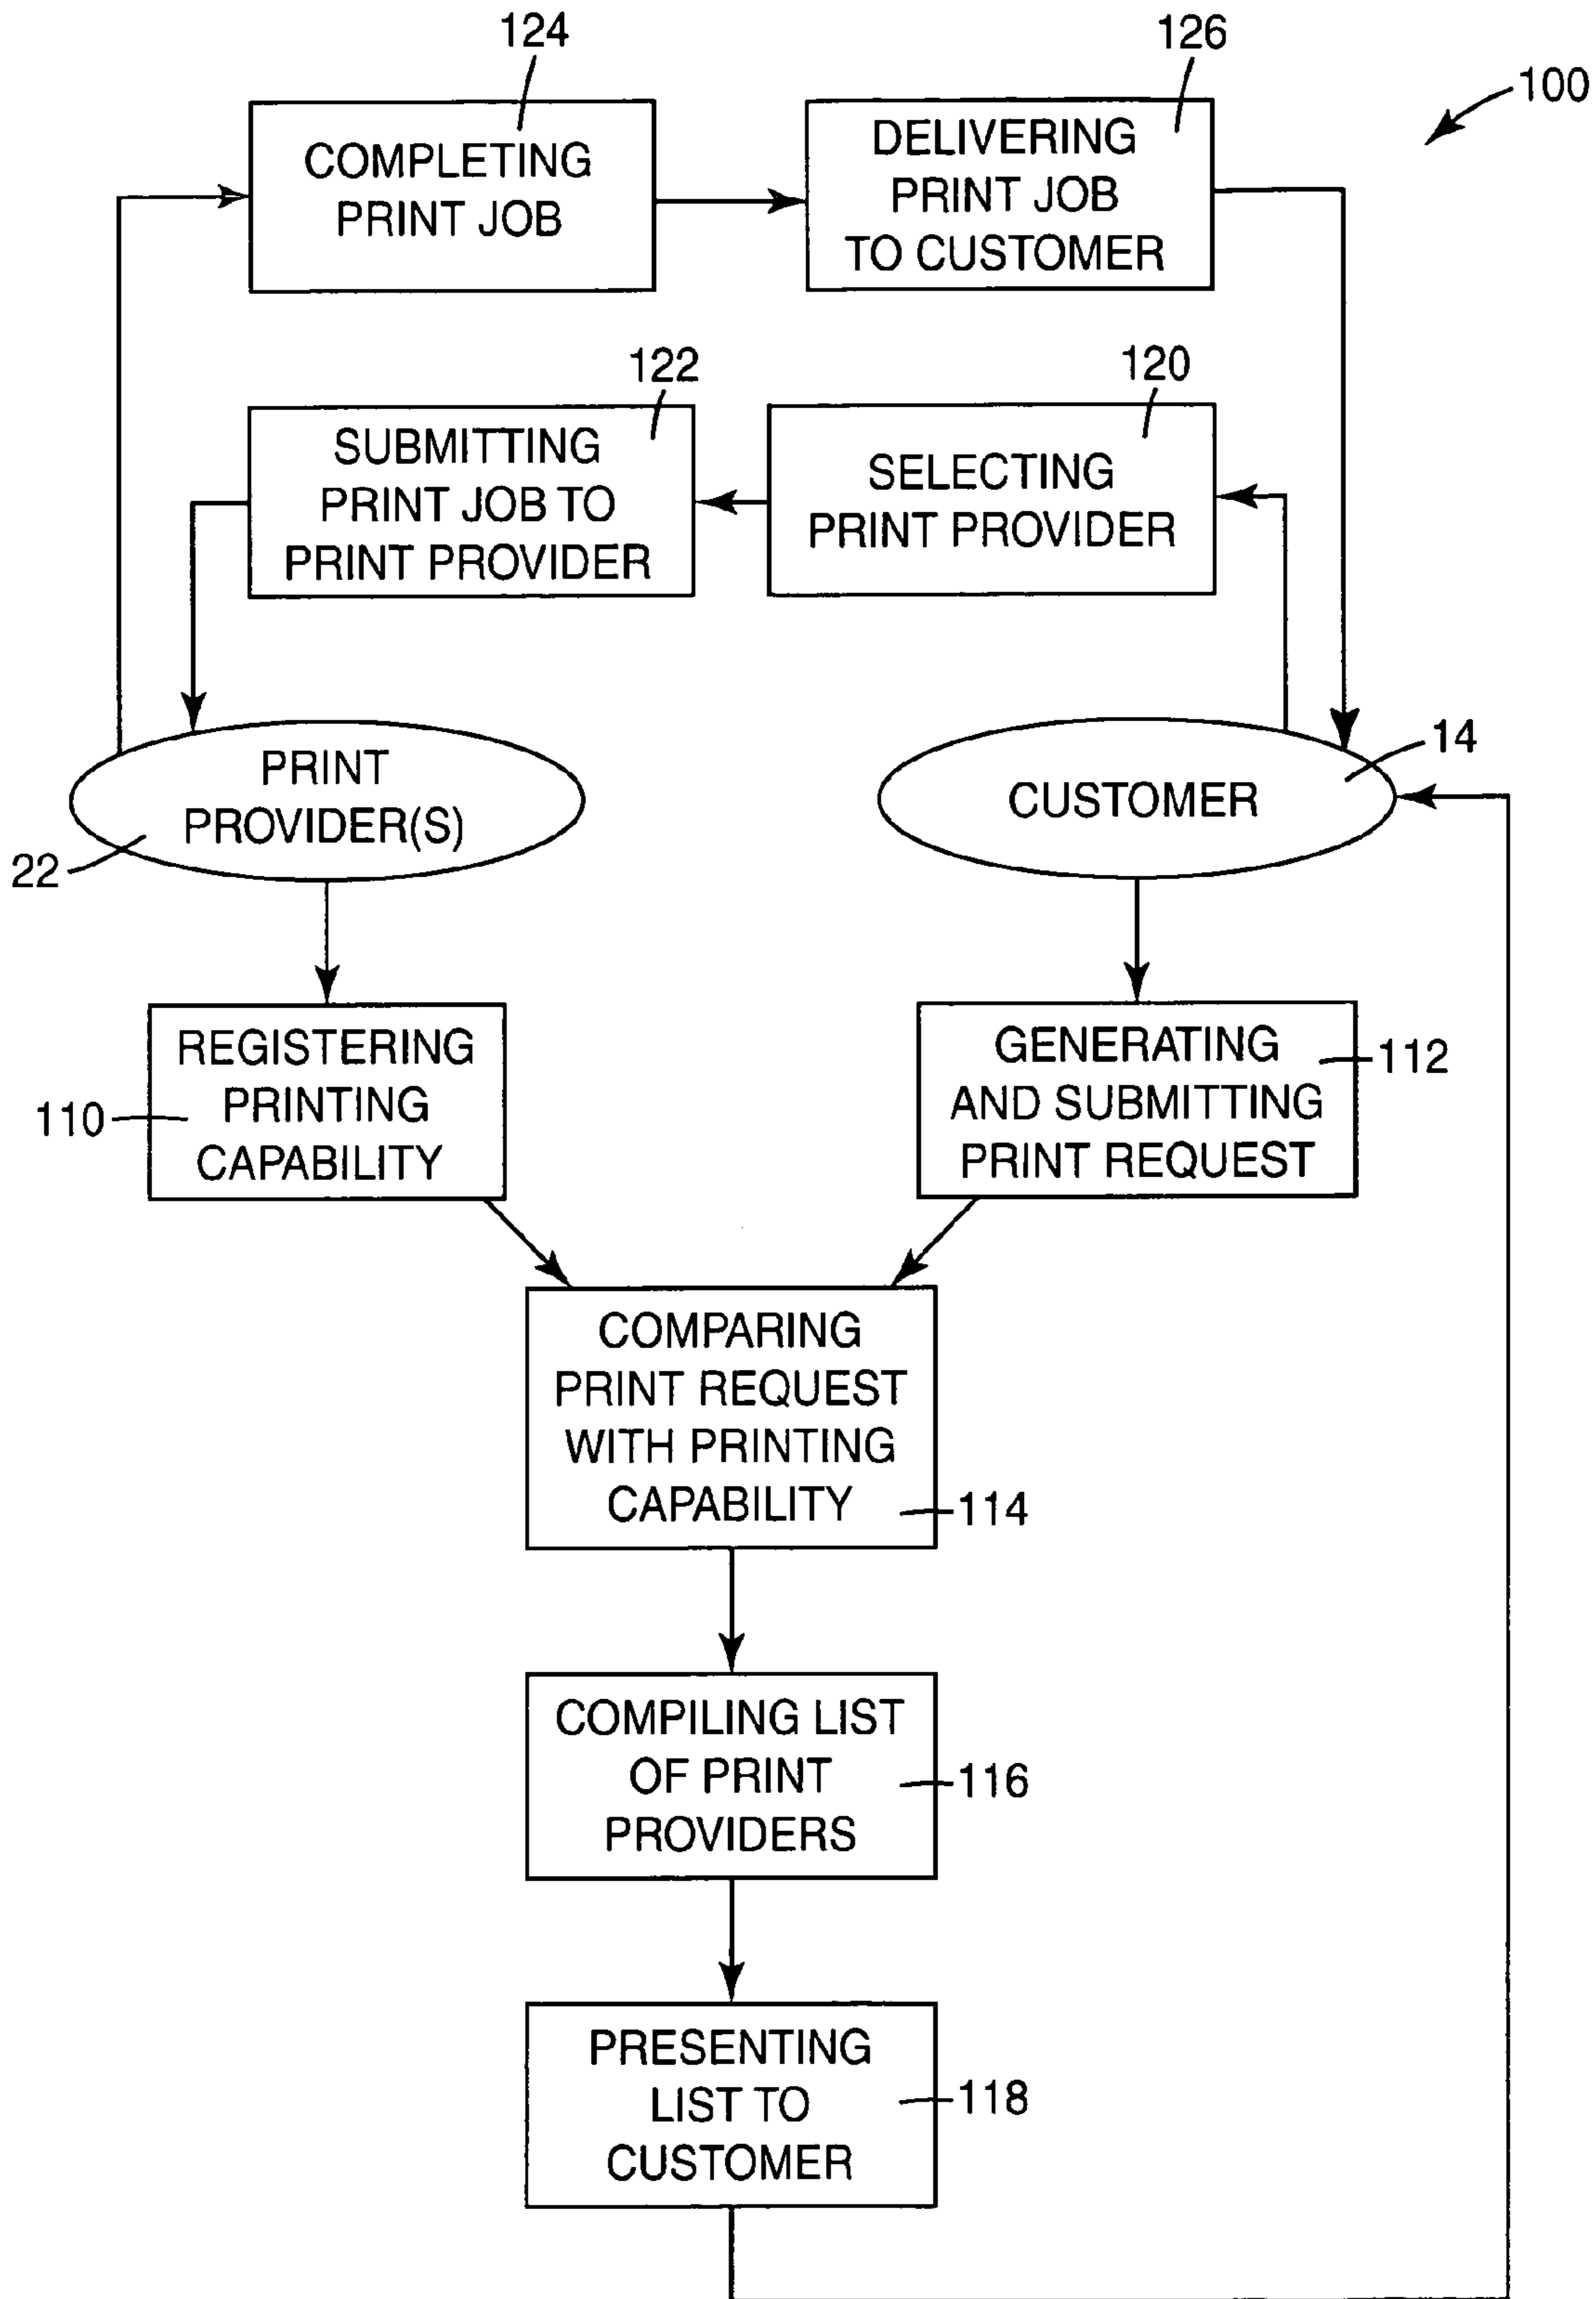 124
126
100
COMPLETING
PRINT JOB
DELIVERING
PRINT JOB
TO CUSTOMER
122
120
SUBMITTING
PRINT JOB TO
PRINT PROVIDER
SELECTING
PRINT PROVIDER
14
PRINT
PROVIDER(S)
CUSTOMER
22
REGISTERING
PRINTING
CAPABILITY
110
GENERATING
AND SUBMITTING
PRINT REQUEST
112
COMPARING
PRINT REQUEST
WITH PRINTING
CAPABILITY
114
COMPILING LIST
OF PRINT
PROVIDERS
116
PRESENTING
LIST TO
CUSTOMER
118